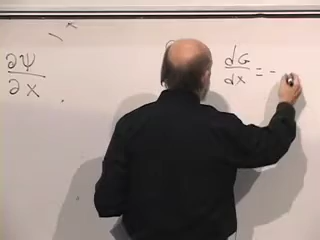 ∂Ψ/∂x
dG/dx = -